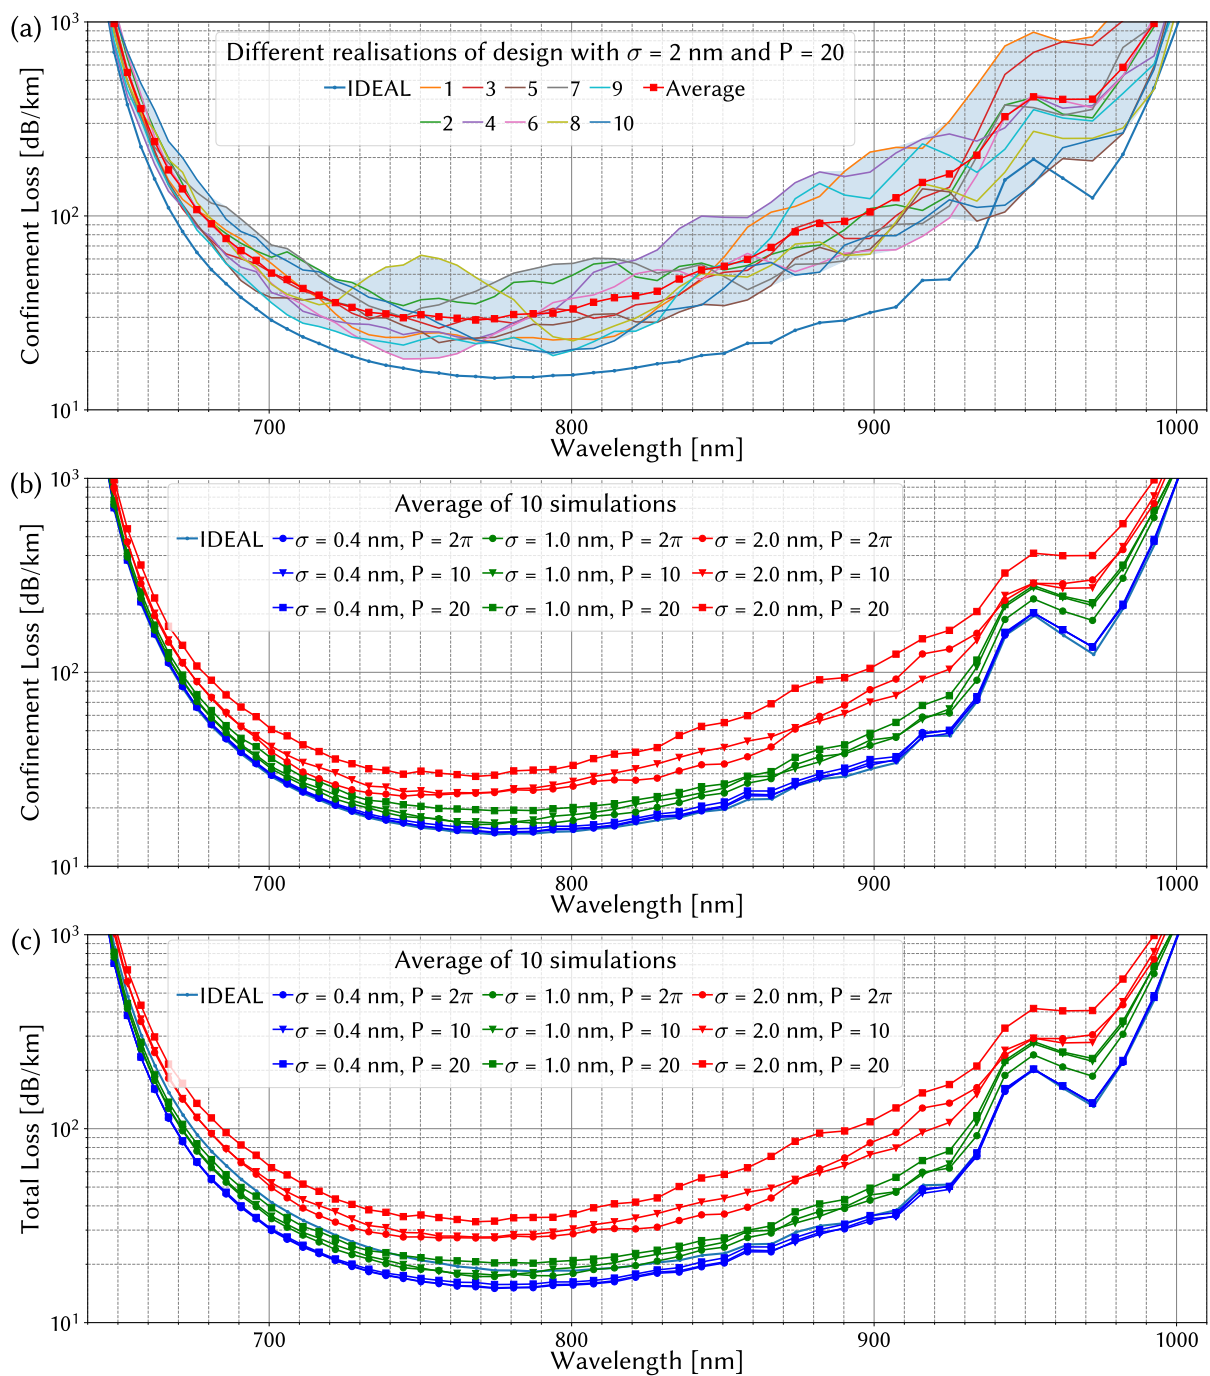 (a)
10³
10²
10¹
Confinement Loss [dB/km]
Different realisations of design with σ = 2 nm and P = 20
IDEAL 1 3 5 7 9 Average
2 4 6 8 10
700 800 900 1000
Wavelength [nm]
(b)
10³
10²
10¹
Confinement Loss [dB/km]
Average of 10 simulations
IDEAL σ = 0.4 nm, P = 2π σ = 1.0 nm, P = 2π σ = 2.0 nm, P = 2π
σ = 0.4 nm, P = 10 σ = 1.0 nm, P = 10 σ = 2.0 nm, P = 10
σ = 0.4 nm, P = 20 σ = 1.0 nm, P = 20 σ = 2.0 nm, P = 20
700 800 900 1000
Wavelength [nm]
(c)
10³
10²
10¹
Total Loss [dB/km]
Average of 10 simulations
IDEAL σ = 0.4 nm, P = 2π σ = 1.0 nm, P = 2π σ = 2.0 nm, P = 2π
σ = 0.4 nm, P = 10 σ = 1.0 nm, P = 10 σ = 2.0 nm, P = 10
σ = 0.4 nm, P = 20 σ = 1.0 nm, P = 20 σ = 2.0 nm, P = 20
700 800 900 1000
Wavelength [nm]